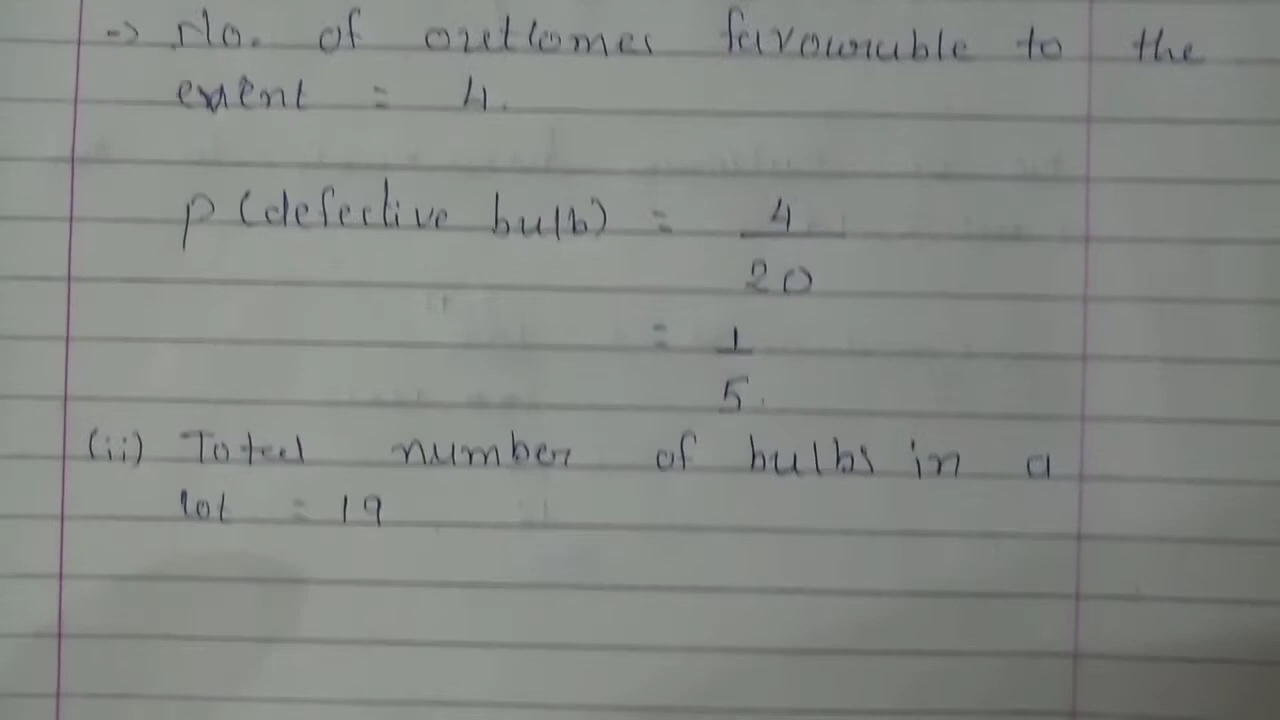 => No. of outcomes favourable to the
event = 4.
P(defective bulb) = 4
20
= 1
5.
(ii) Total number of bulbs in a
lot = 19